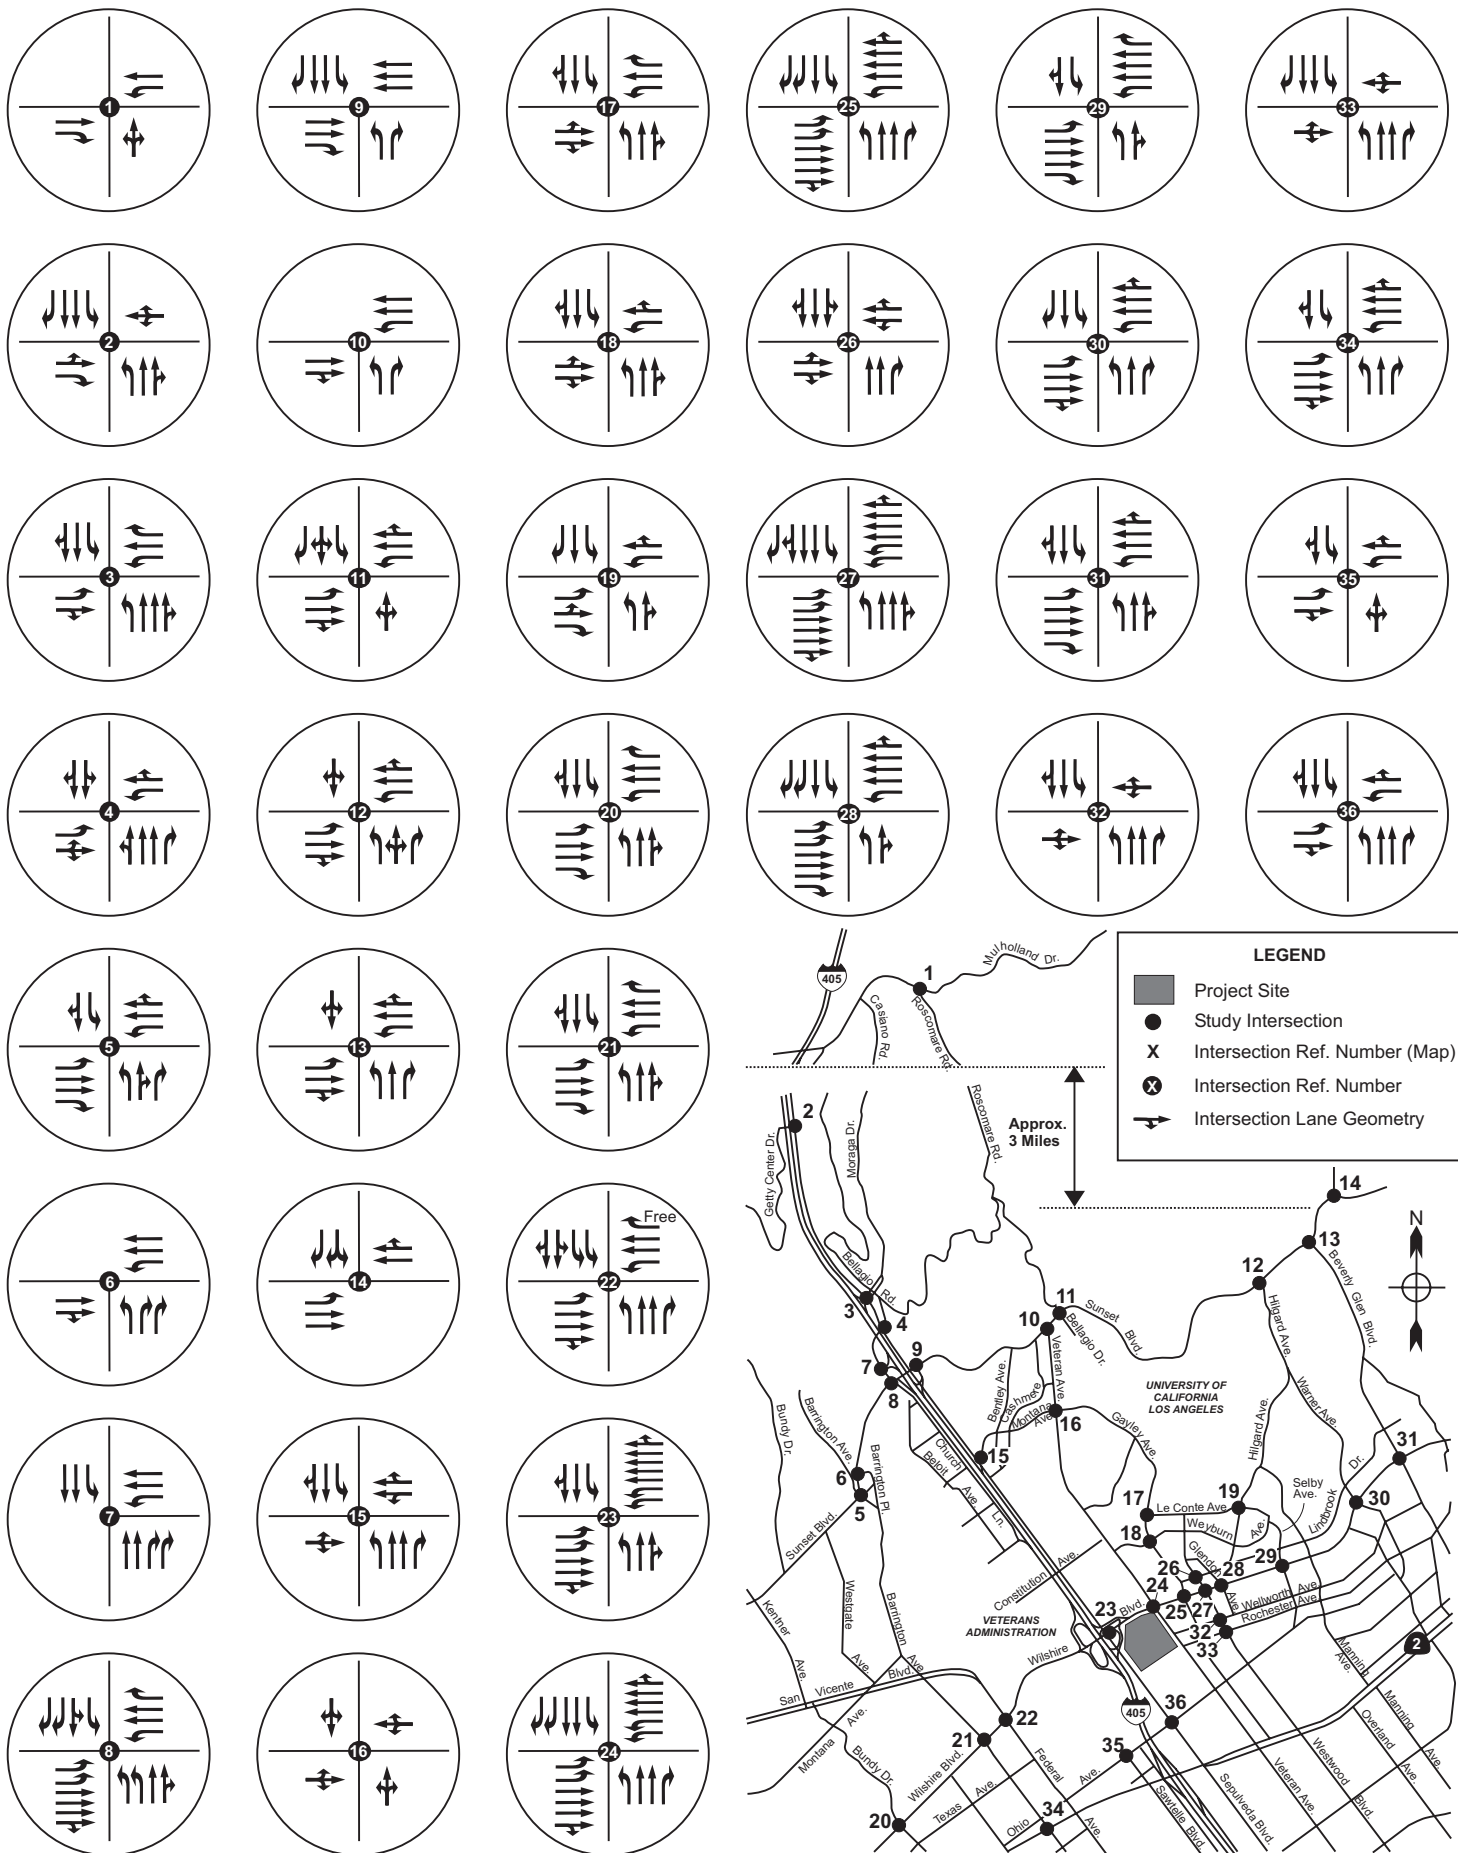 1
9
17
25
29
33
2
10
18
26
30
34
3
11
19
27
31
35
4
12
20
28
32
36
5
13
21
6
14
Free
22
7
15
23
8
16
24
LEGEND
Project Site
Study Intersection
X Intersection Ref. Number (Map)
X Intersection Ref. Number
Intersection Lane Geometry
405
1
Mulholland Dr.
Casiano Rd.
Roscomare Rd.
Approx.
3 Miles
2
Getty Center Dr.
Moraga Dr.
Roscomare Rd.
14
N
13
12
Bellagio Rd.
3
4
11
Sunset Blvd.
10
Bellagio Dr.
Hilgard Ave.
Beverly Glen Blvd.
9
7
8
Veteran Ave.
Bentley Ave.
Cashmere
Montana Ave.
16
Gayley Ave.
UNIVERSITY OF
CALIFORNIA
LOS ANGELES
Warner Ave.
Hilgard Ave.
Bundy Dr.
Barrington Ave.
Barrington Pl.
Church Ln.
Beloit Ave.
15
31
6
5
Sunset Blvd.
17
Le Conte Ave.
19
Selby
Ave.
Lindbrook Dr.
30
18
Weyburn Ave.
Constitution Ave.
26
Glendon Ave.
28
29
24
25
27
Wellworth Ave.
Rochester Ave.
32
33
23
Wilshire Blvd.
VETERANS
ADMINISTRATION
Kentner Ave.
Westgate Ave.
Barrington Ave.
Manning Ave.
2
San Vicente Blvd.
Montana Ave.
Bundy Dr.
405
36
22
21
35
Manning Ave.
Overland Ave.
Wilshire Blvd.
Federal Ave.
Texas Ave.
Ohio Ave.
34
20
Sawtelle Blvd.
Sepulveda Blvd.
Veteran Ave.
Westwood Blvd.